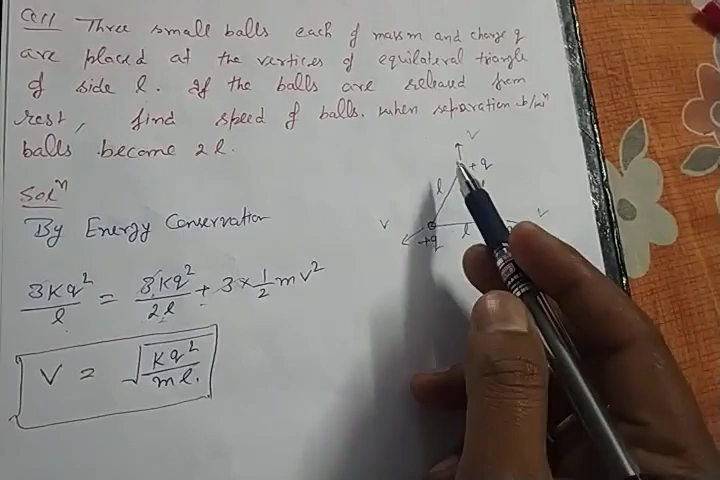 Three small balls each of mass m and charge q
are placed at the vertices of equilateral triangle
of side l. If the balls are released from
rest, find speed of balls. when separation b/wⁿ
balls become 2l.
Solⁿ
By Energy Conservation
3Kq²/l = 3Kq²/2l + 3 × 1/2 mv²
V = √(Kq²/ml.)
V
+q
l
V
+q
l
V